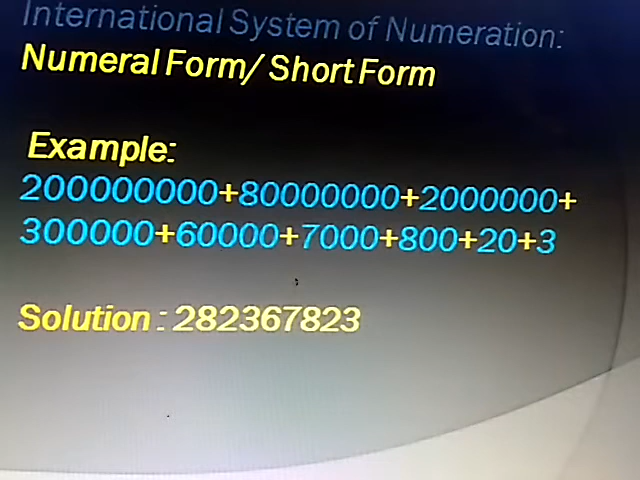 International System of Numeration:
Numeral Form/ Short Form
Example:
200000000+80000000+2000000+
300000+60000+7000+800+20+3
Solution : 282367823